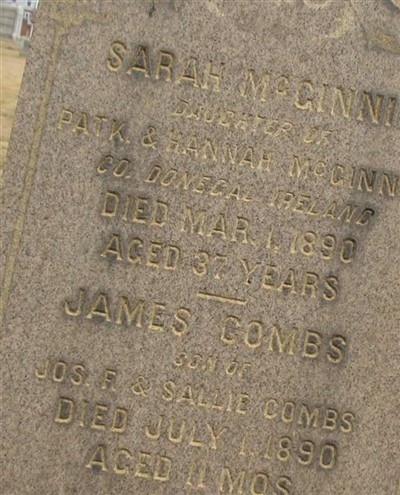 SARAH McGINNI
DAUGHTER OF
PATK. & HANNAH McGINN
CO. DONEGAL IRELAND
DIED MAR. 1, 1890
AGED 37 YEARS
JAMES COMBS
SON OF
JOS. F. & SALLIE COMBS
DIED JULY 1, 1890
AGED 11 MOS.